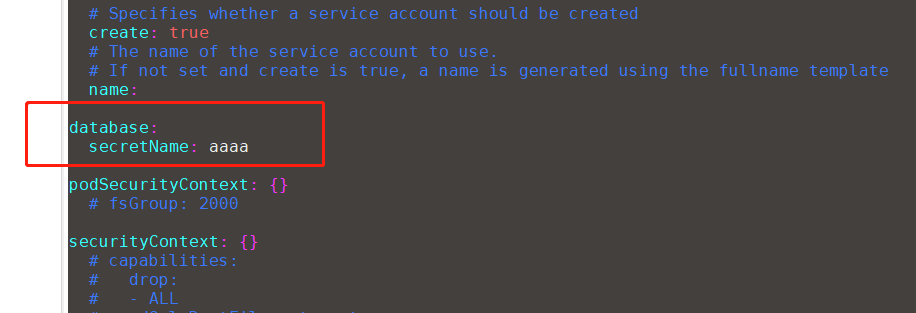 # Specifies whether a service account should be created
create: true
# The name of the service account to use.
# If not set and create is true, a name is generated using the fullname template
name:
database:
secretName: aaaa
podSecurityContext: {}
# fsGroup: 2000
securityContext: {}
# capabilities:
#   drop:
#   - ALL